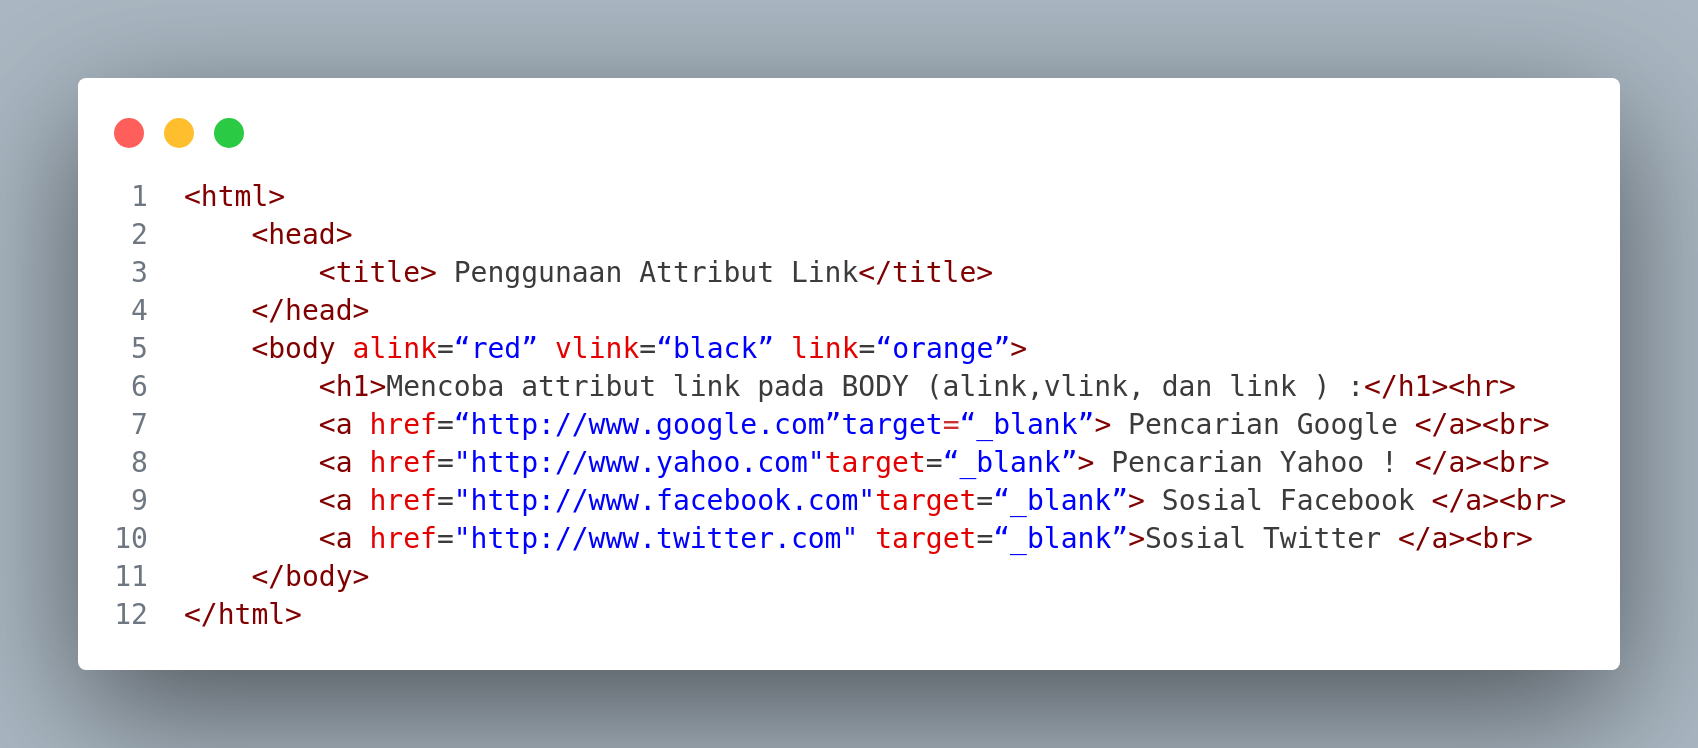 1 <html>
2     <head>
3         <title> Penggunaan Attribut Link</title>
4     </head>
5     <body alink=“red” vlink=“black” link=“orange”>
6         <h1>Mencoba attribut link pada BODY (alink,vlink, dan link ) :</h1><hr>
7         <a href=“http://www.google.com”target=“_blank”> Pencarian Google </a><br>
8         <a href="http://www.yahoo.com"target=“_blank”> Pencarian Yahoo ! </a><br>
9         <a href="http://www.facebook.com"target=“_blank”> Sosial Facebook </a><br>
10         <a href="http://www.twitter.com" target=“_blank”>Sosial Twitter </a><br>
11     </body>
12 </html>